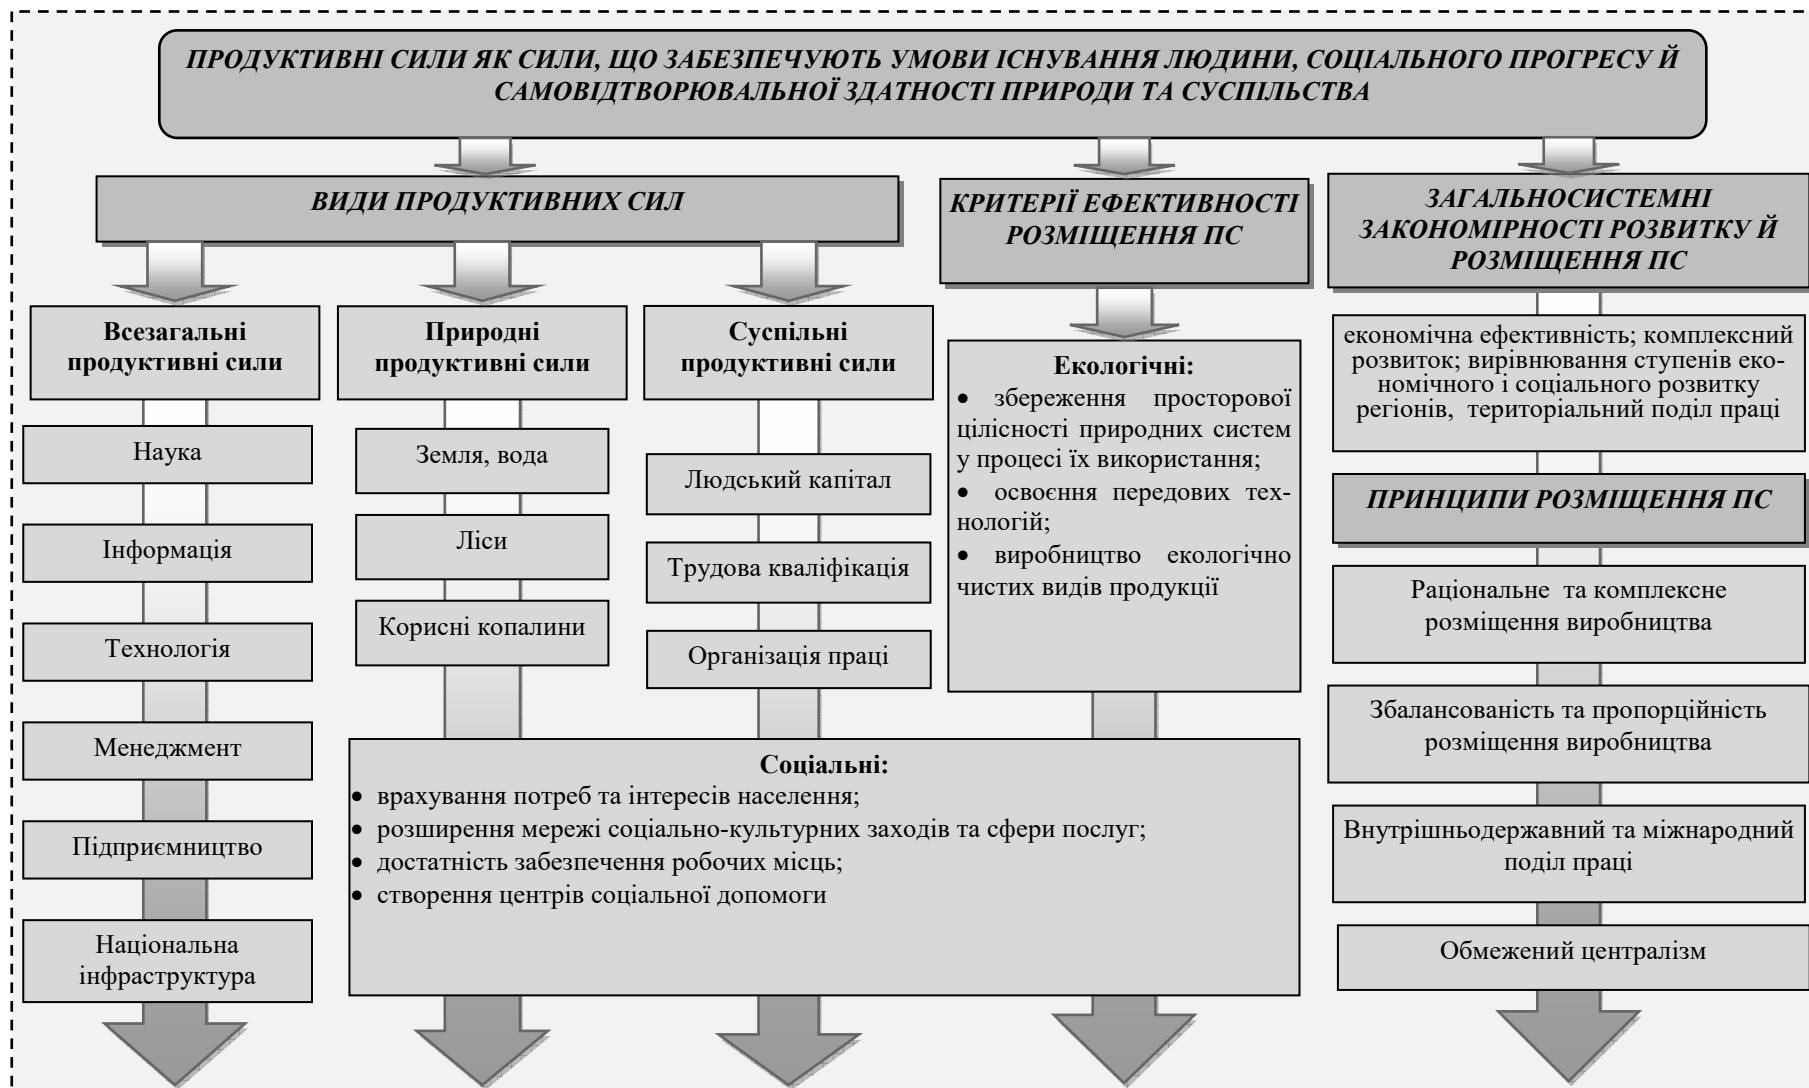 ПРОДУКТИВНІ СИЛИ ЯК СИЛИ, ЩО ЗАБЕЗПЕЧУЮТЬ УМОВИ ІСНУВАННЯ ЛЮДИНИ, СОЦІАЛЬНОГО ПРОГРЕСУ Й
САМОВІДТВОРЮВАЛЬНОЇ ЗДАТНОСТІ ПРИРОДИ ТА СУСПІЛЬСТВА
ВИДИ ПРОДУКТИВНИХ СИЛ
Всезагальні
продуктивні сили
Наука
Інформація
Технологія
Менеджмент
Підприємництво
Національна
інфраструктура
Природні
продуктивні сили
Земля, вода
Ліси
Корисні копалини
Суспільні
продуктивні сили
Людський капітал
Трудова кваліфікація
Організація праці
КРИТЕРІЇ ЕФЕКТИВНОСТІ
РОЗМІЩЕННЯ ПС
Екологічні:
• збереження просторової
цілісності природних систем
у процесі їх використання;
• освоєння передових тех-
нологій;
• виробництво екологічно
чистих видів продукції
Соціальні:
• врахування потреб та інтересів населення;
• розширення мережі соціально-культурних заходів та сфери послуг;
• достатність забезпечення робочих місць;
• створення центрів соціальної допомоги
ЗАГАЛЬНОСИСТЕМНІ
ЗАКОНОМІРНОСТІ РОЗВИТКУ Й
РОЗМІЩЕННЯ ПС
економічна ефективність; комплексний
розвиток; вирівнювання ступенів еко-
номічного і соціального розвитку
регіонів, територіальний поділ праці
ПРИНЦИПИ РОЗМІЩЕННЯ ПС
Раціональне та комплексне
розміщення виробництва
Збалансованість та пропорційність
розміщення виробництва
Внутрішньодержавний та міжнародний
поділ праці
Обмежений централізм